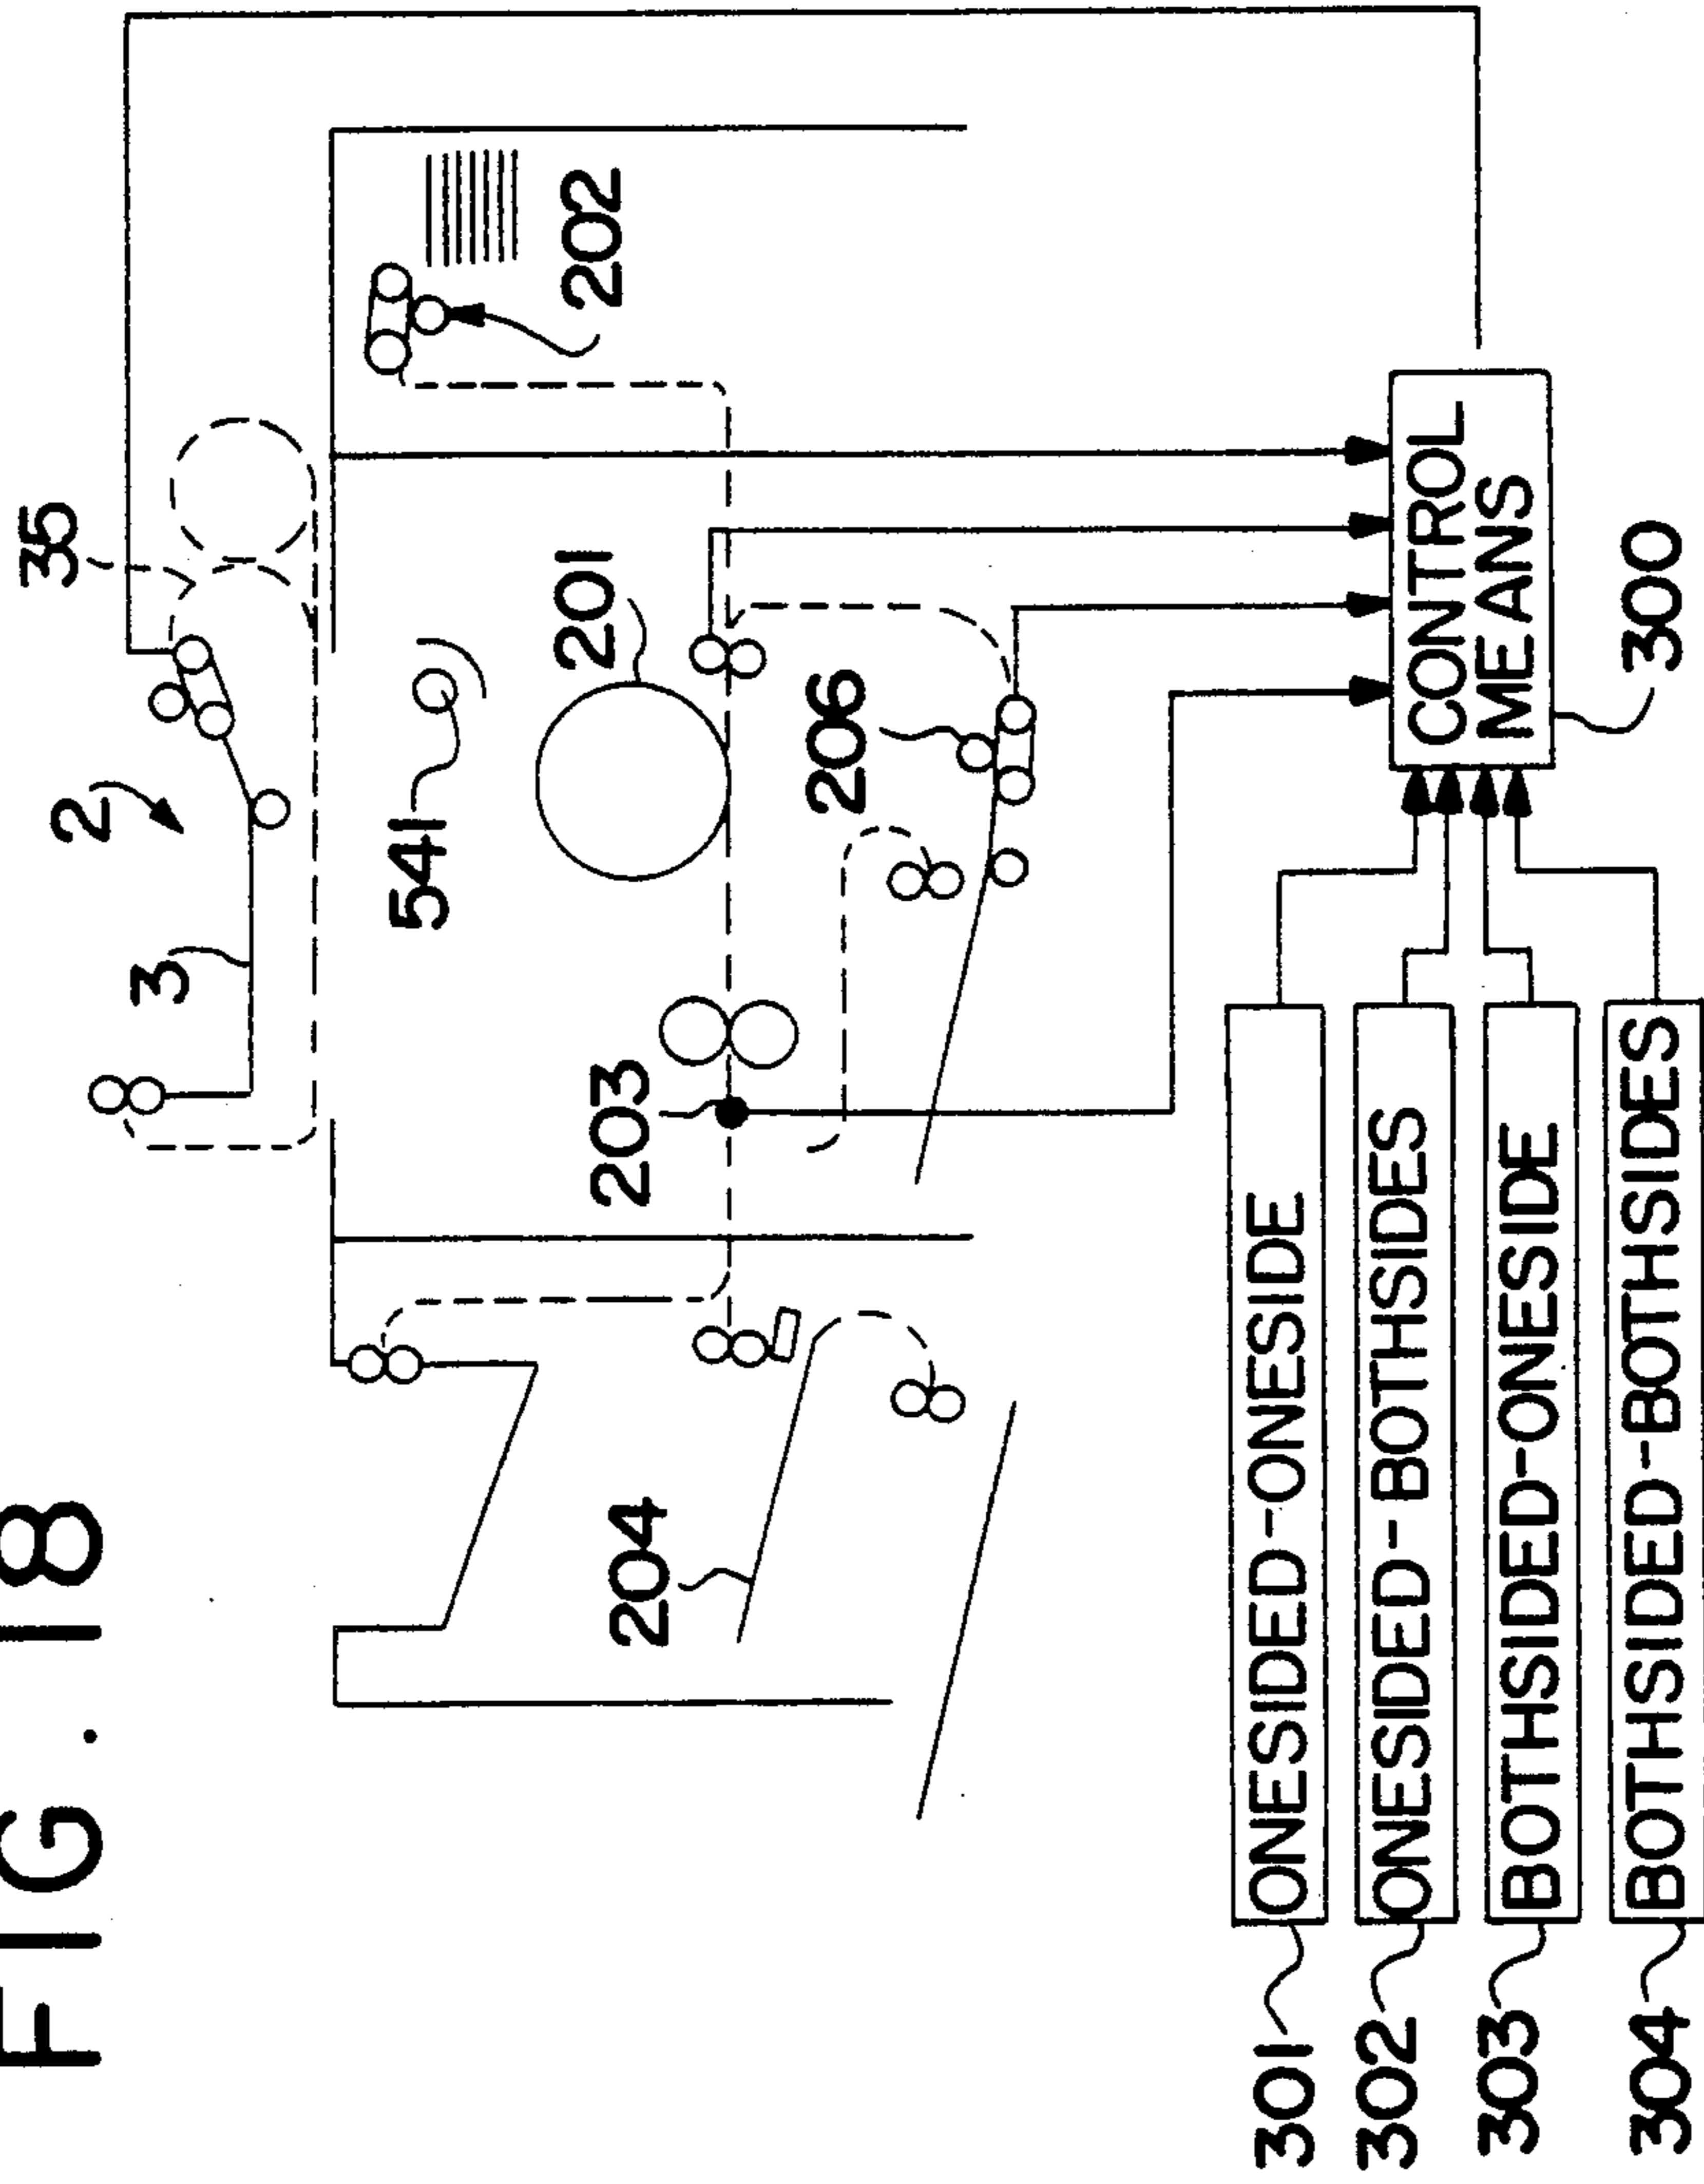 FIG. 18
35
2
3
541
201
202
203
206
204
CONTROL
MEANS
300
301
ONESIDED-ONESIDE
302
ONESIDED-BOTHSIDES
303
BOTHSIDED-ONESIDE
304
BOTHSIDED-BOTHSIDES